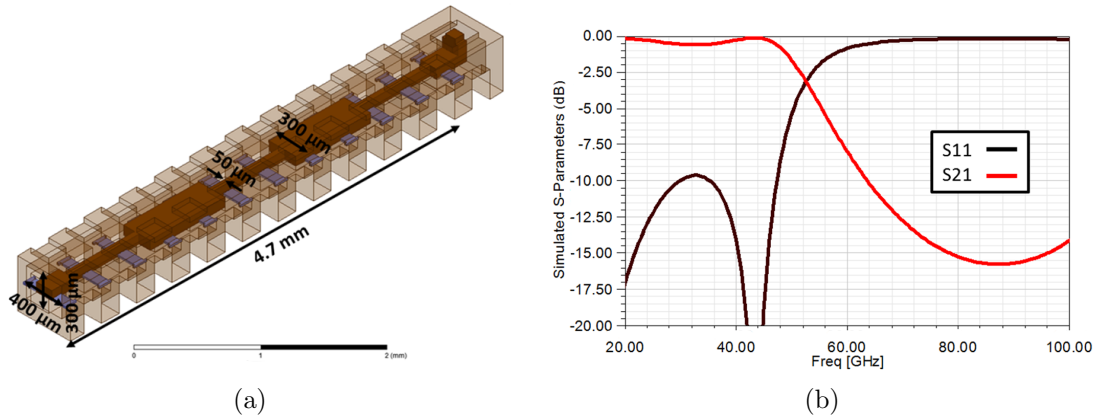 300 µm
50 µm
4.7 mm
400 µm
300 µm
0 1 2 (mm)
(a)
Simulated S-Parameters (dB)
0.00
-2.50
-5.00
-7.50
-10.00
-12.50
-15.00
-17.50
-20.00
S11
S21
20.00 40.00 60.00 80.00 100.00
Freq [GHz]
(b)